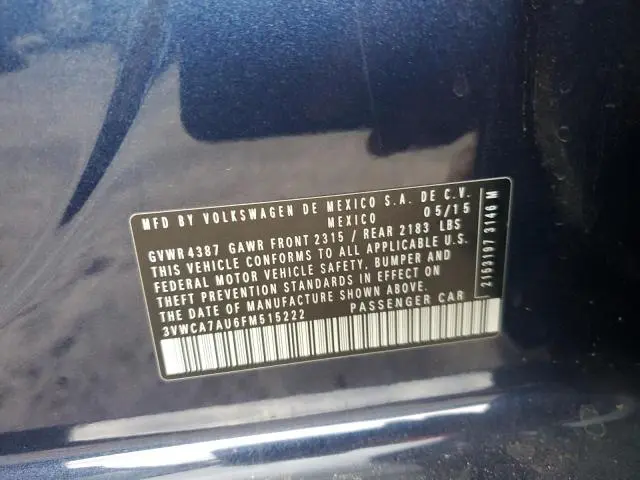 MFD BY VOLKSWAGEN DE MEXICO S.A. DE C.V.
MEXICO 05/15
GVWR 4387 GAWR FRONT 2315 / REAR 2183 LBS
THIS VEHICLE CONFORMS TO ALL APPLICABLE U.S.
FEDERAL MOTOR VEHICLE SAFETY, BUMPER AND
THEFT PREVENTION STANDARDS IN EFFECT ON
THE DATE OF MANUFACTURE SHOWN ABOVE.
3VWCA7AU6FM515222 PASSENGER CAR
2153197 3146 M